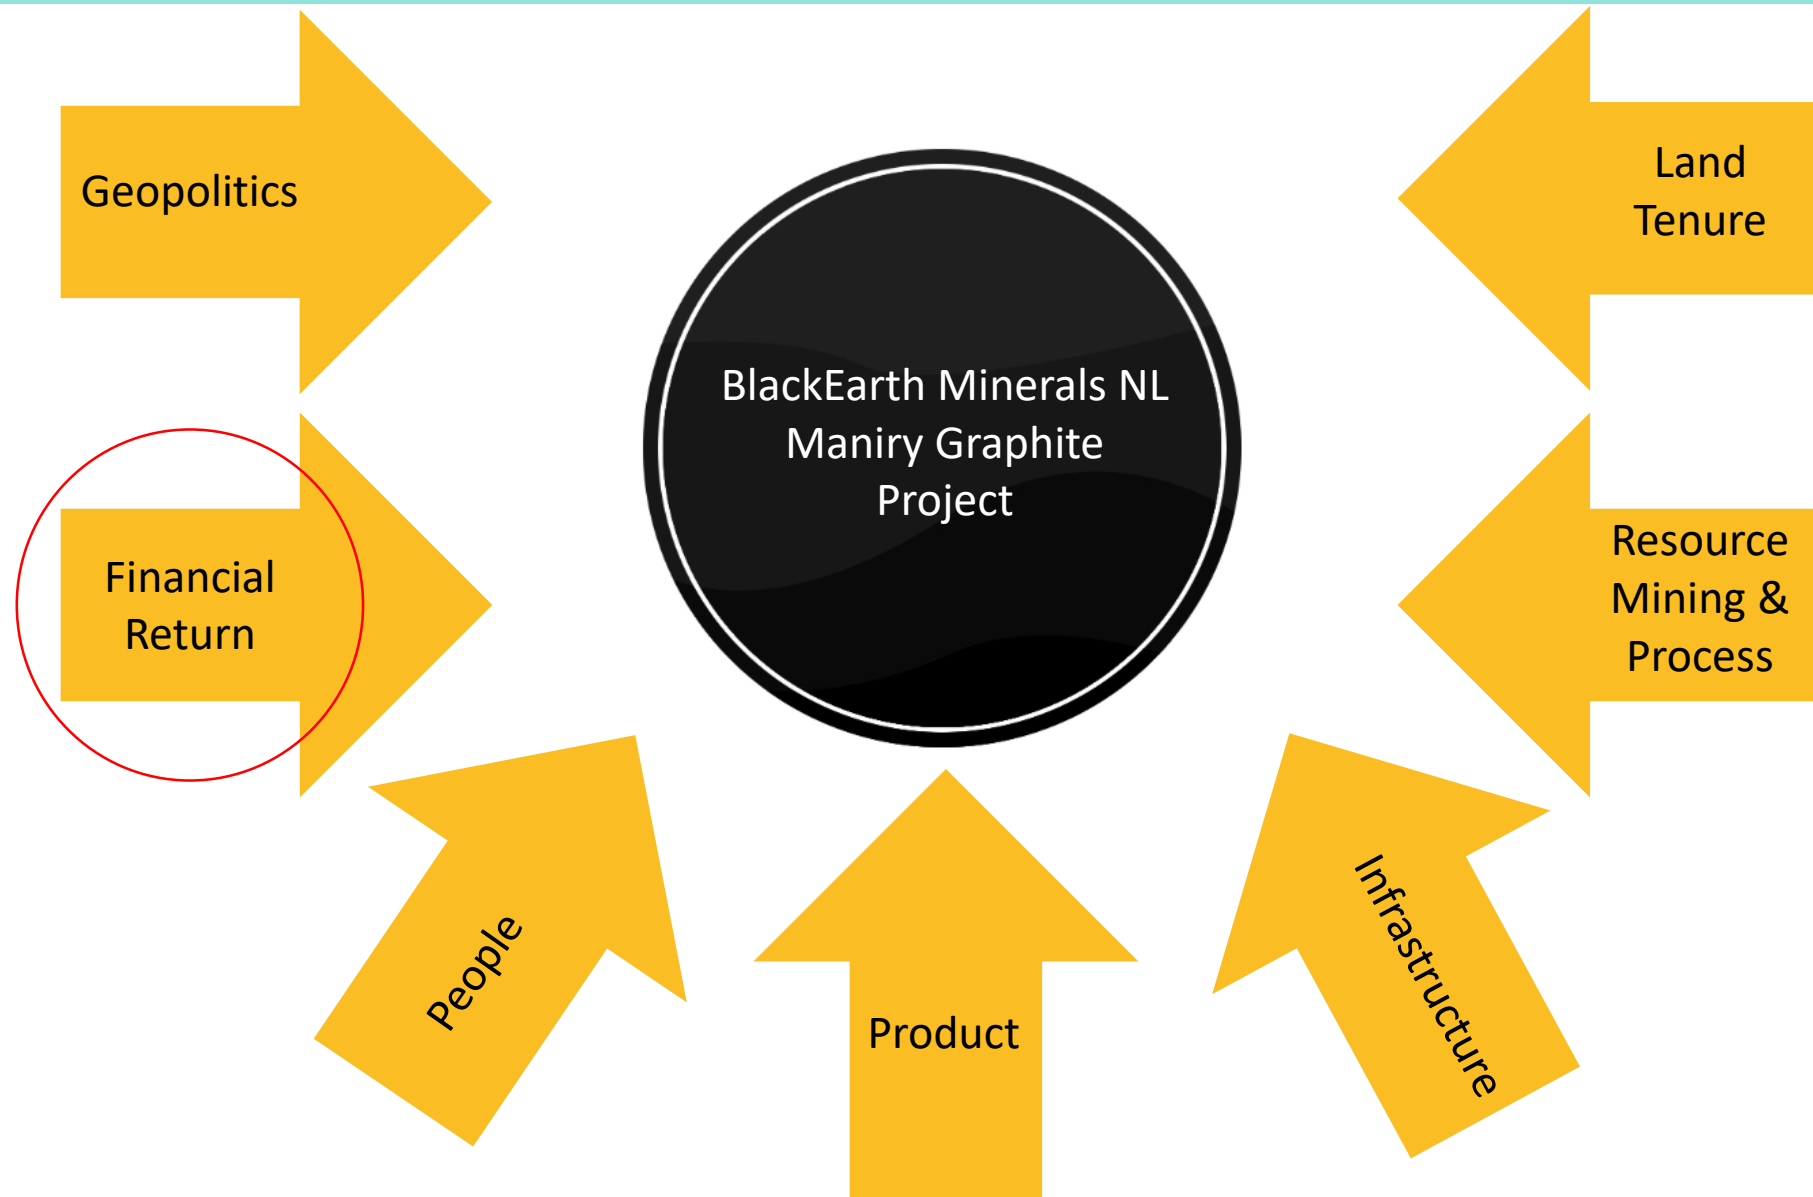 Geopolitics
Land
Tenure
BlackEarth Minerals NL
Maniry Graphite
Project
Financial
Return
Resource
Mining &
Process
People
Product
Infrastructure